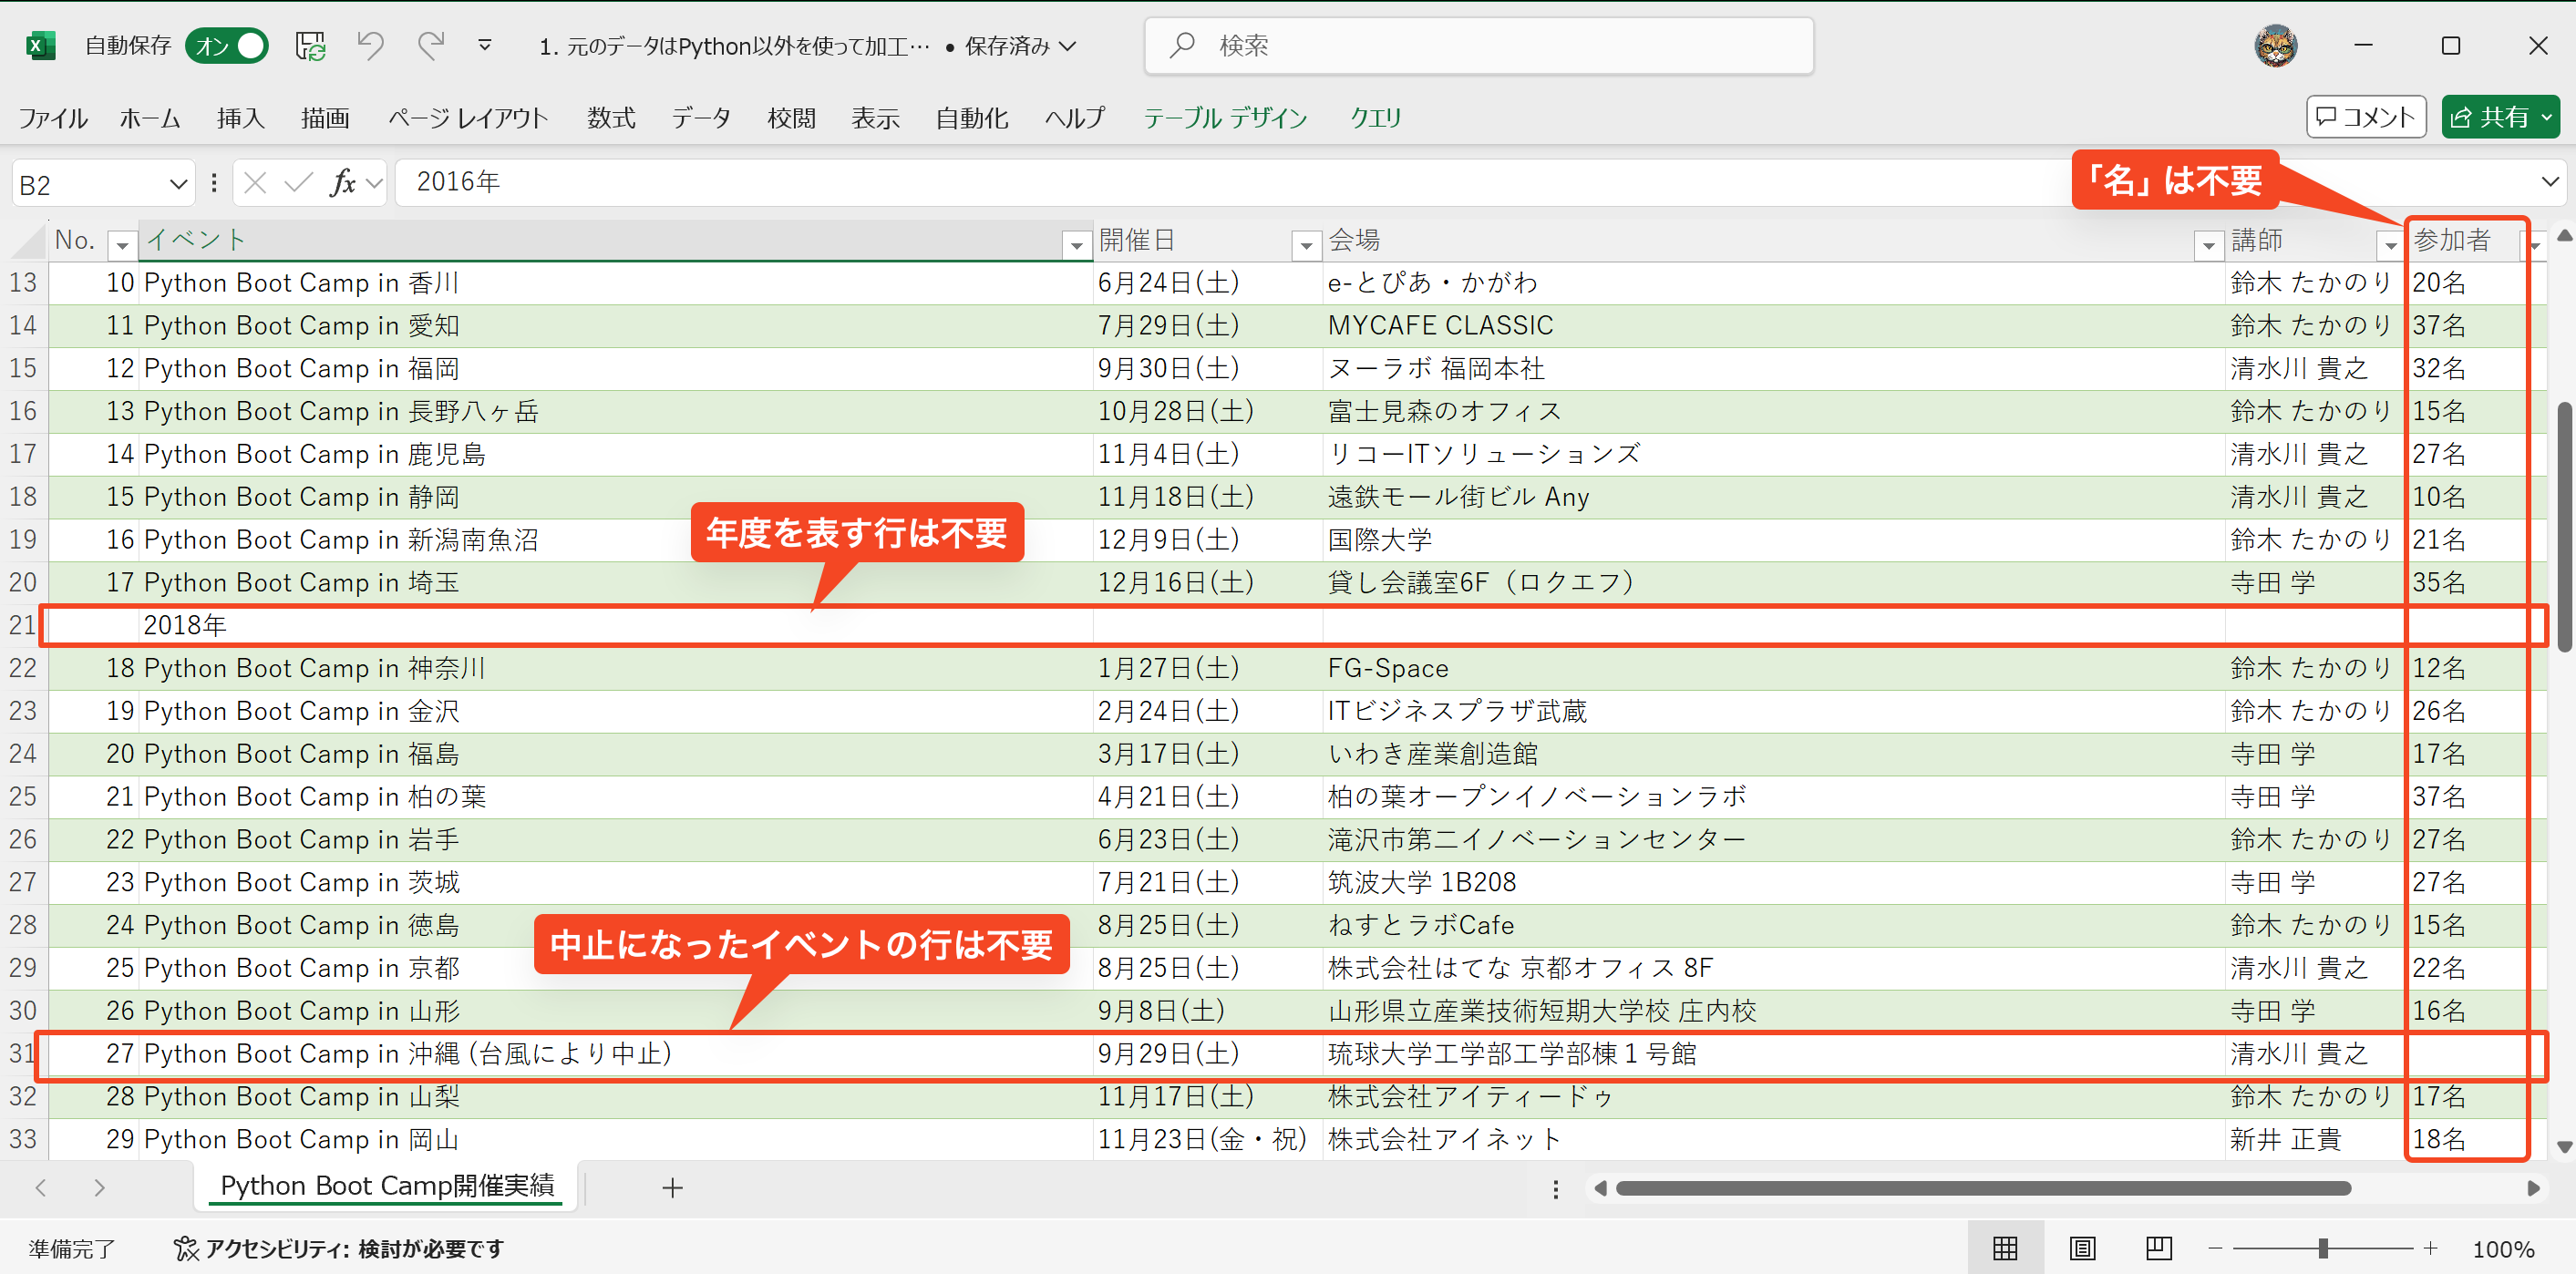 自動保存 オン 1. 元のデータはPython以外を使って加工… • 保存済み 検索
ファイル ホーム 挿入 描画 ページ レイアウト 数式 データ 校閲 表示 自動化 ヘルプ テーブル デザイン クエリ コメント 共有
B2 fx 2016年
「名」は不要
No. イベント 開催日 会場 講師 参加者
13 10 Python Boot Camp in 香川 6月24日(土) e-とぴあ・かがわ 鈴木 たかのり 20名
14 11 Python Boot Camp in 愛知 7月29日(土) MYCAFE CLASSIC 鈴木 たかのり 37名
15 12 Python Boot Camp in 福岡 9月30日(土) ヌーラボ 福岡本社 清水川 貴之 32名
16 13 Python Boot Camp in 長野八ヶ岳 10月28日(土) 富士見森のオフィス 鈴木 たかのり 15名
17 14 Python Boot Camp in 鹿児島 11月4日(土) リコーITソリューションズ 清水川 貴之 27名
18 15 Python Boot Camp in 静岡 11月18日(土) 遠鉄モール街ビル Any 清水川 貴之 10名
年度を表す行は不要
19 16 Python Boot Camp in 新潟南魚沼 12月9日(土) 国際大学 鈴木 たかのり 21名
20 17 Python Boot Camp in 埼玉 12月16日(土) 貸し会議室6F（ロクエフ） 寺田 学 35名
21 2018年
22 18 Python Boot Camp in 神奈川 1月27日(土) FG-Space 鈴木 たかのり 12名
23 19 Python Boot Camp in 金沢 2月24日(土) ITビジネスプラザ武蔵 鈴木 たかのり 26名
24 20 Python Boot Camp in 福島 3月17日(土) いわき産業創造館 寺田 学 17名
25 21 Python Boot Camp in 柏の葉 4月21日(土) 柏の葉オープンイノベーションラボ 寺田 学 37名
26 22 Python Boot Camp in 岩手 6月23日(土) 滝沢市第二イノベーションセンター 鈴木 たかのり 27名
27 23 Python Boot Camp in 茨城 7月21日(土) 筑波大学 1B208 寺田 学 27名
28 24 Python Boot Camp in 徳島 8月25日(土) ねすとラボCafe 鈴木 たかのり 15名
中止になったイベントの行は不要
29 25 Python Boot Camp in 京都 8月25日(土) 株式会社はてな 京都オフィス 8F 清水川 貴之 22名
30 26 Python Boot Camp in 山形 9月8日(土) 山形県立産業技術短期大学校 庄内校 寺田 学 16名
31 27 Python Boot Camp in 沖縄 (台風により中止) 9月29日(土) 琉球大学工学部工学部棟１号館 清水川 貴之
32 28 Python Boot Camp in 山梨 11月17日(土) 株式会社アイティードゥ 鈴木 たかのり 17名
33 29 Python Boot Camp in 岡山 11月23日(金・祝) 株式会社アイネット 新井 正貴 18名
Python Boot Camp開催実績
準備完了 アクセシビリティ: 検討が必要です 100%